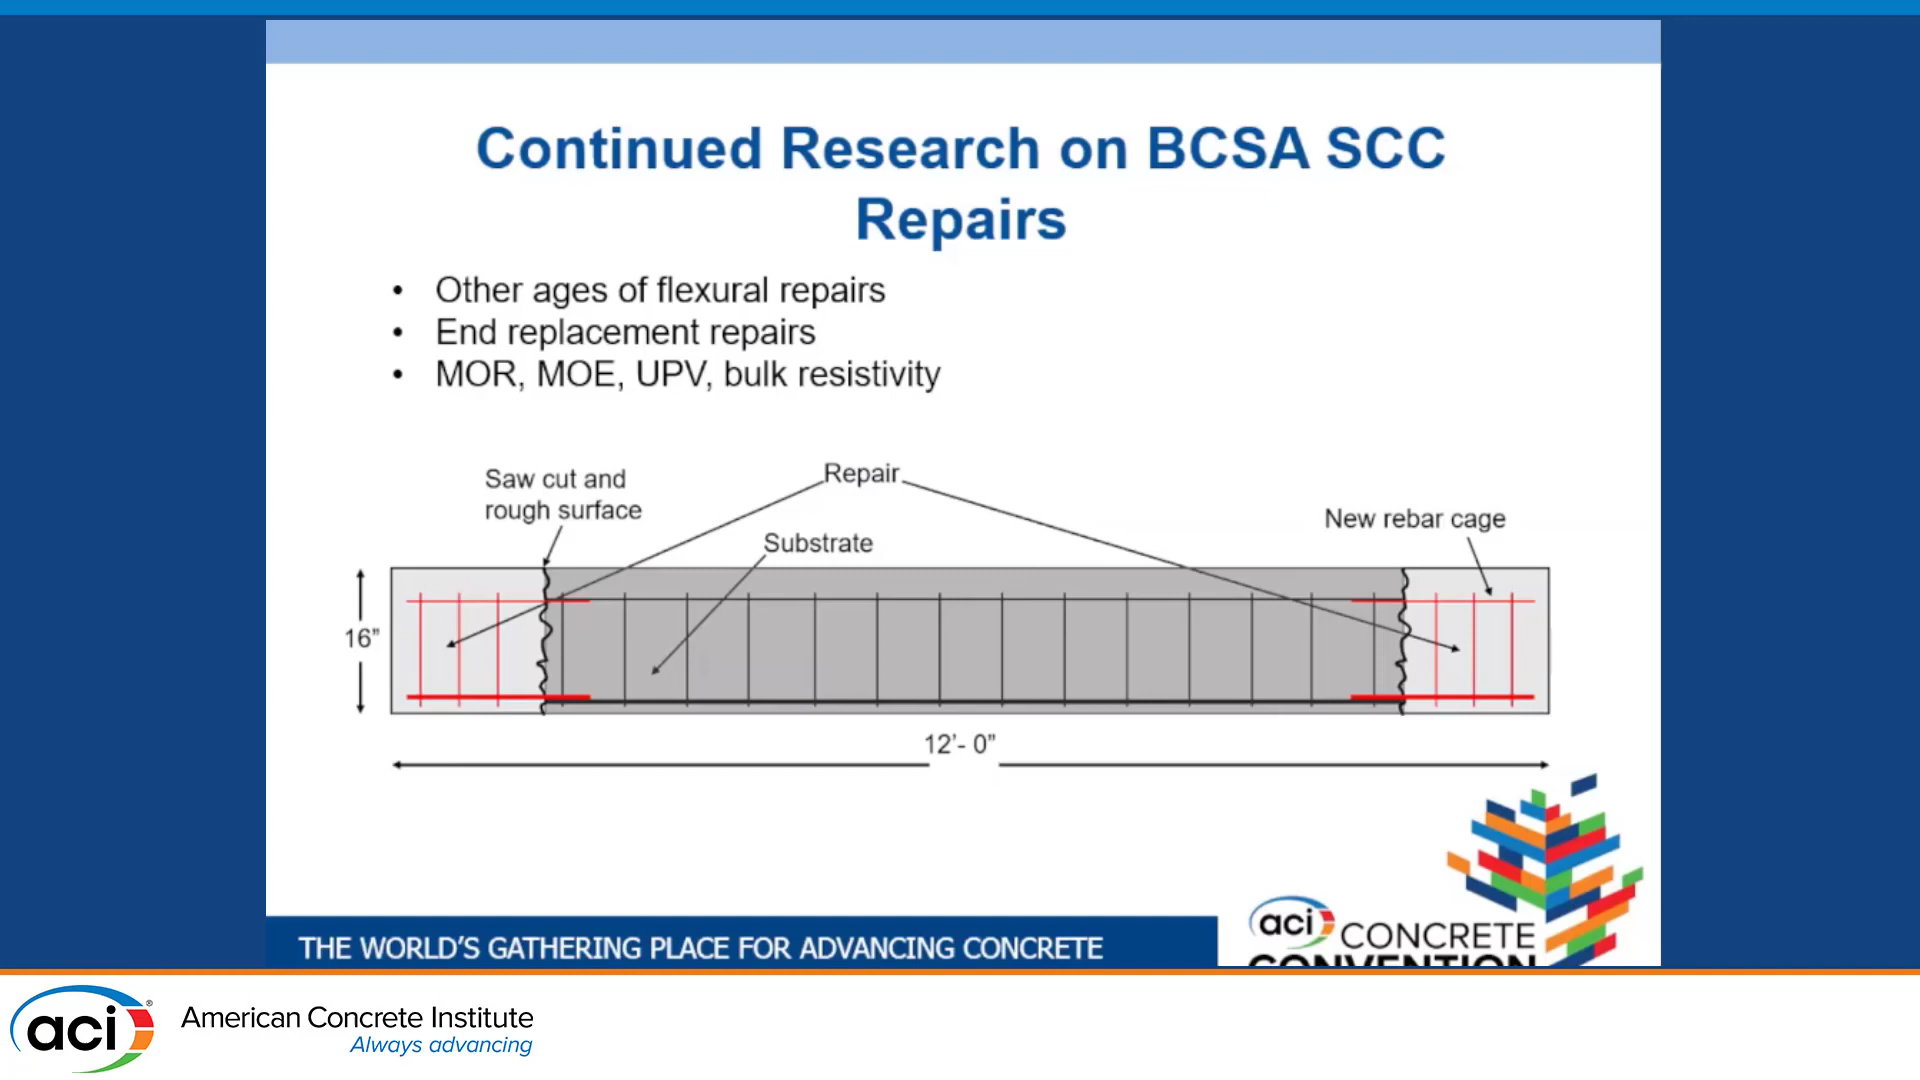 Continued Research on BCSA SCC
Repairs
• Other ages of flexural repairs
• End replacement repairs
• MOR, MOE, UPV, bulk resistivity
Saw cut and
rough surface
Repair
Substrate
New rebar cage
16”
12’- 0”
THE WORLD’S GATHERING PLACE FOR ADVANCING CONCRETE
aci CONCRETE
CONVENTION
aci®
American Concrete Institute
Always advancing